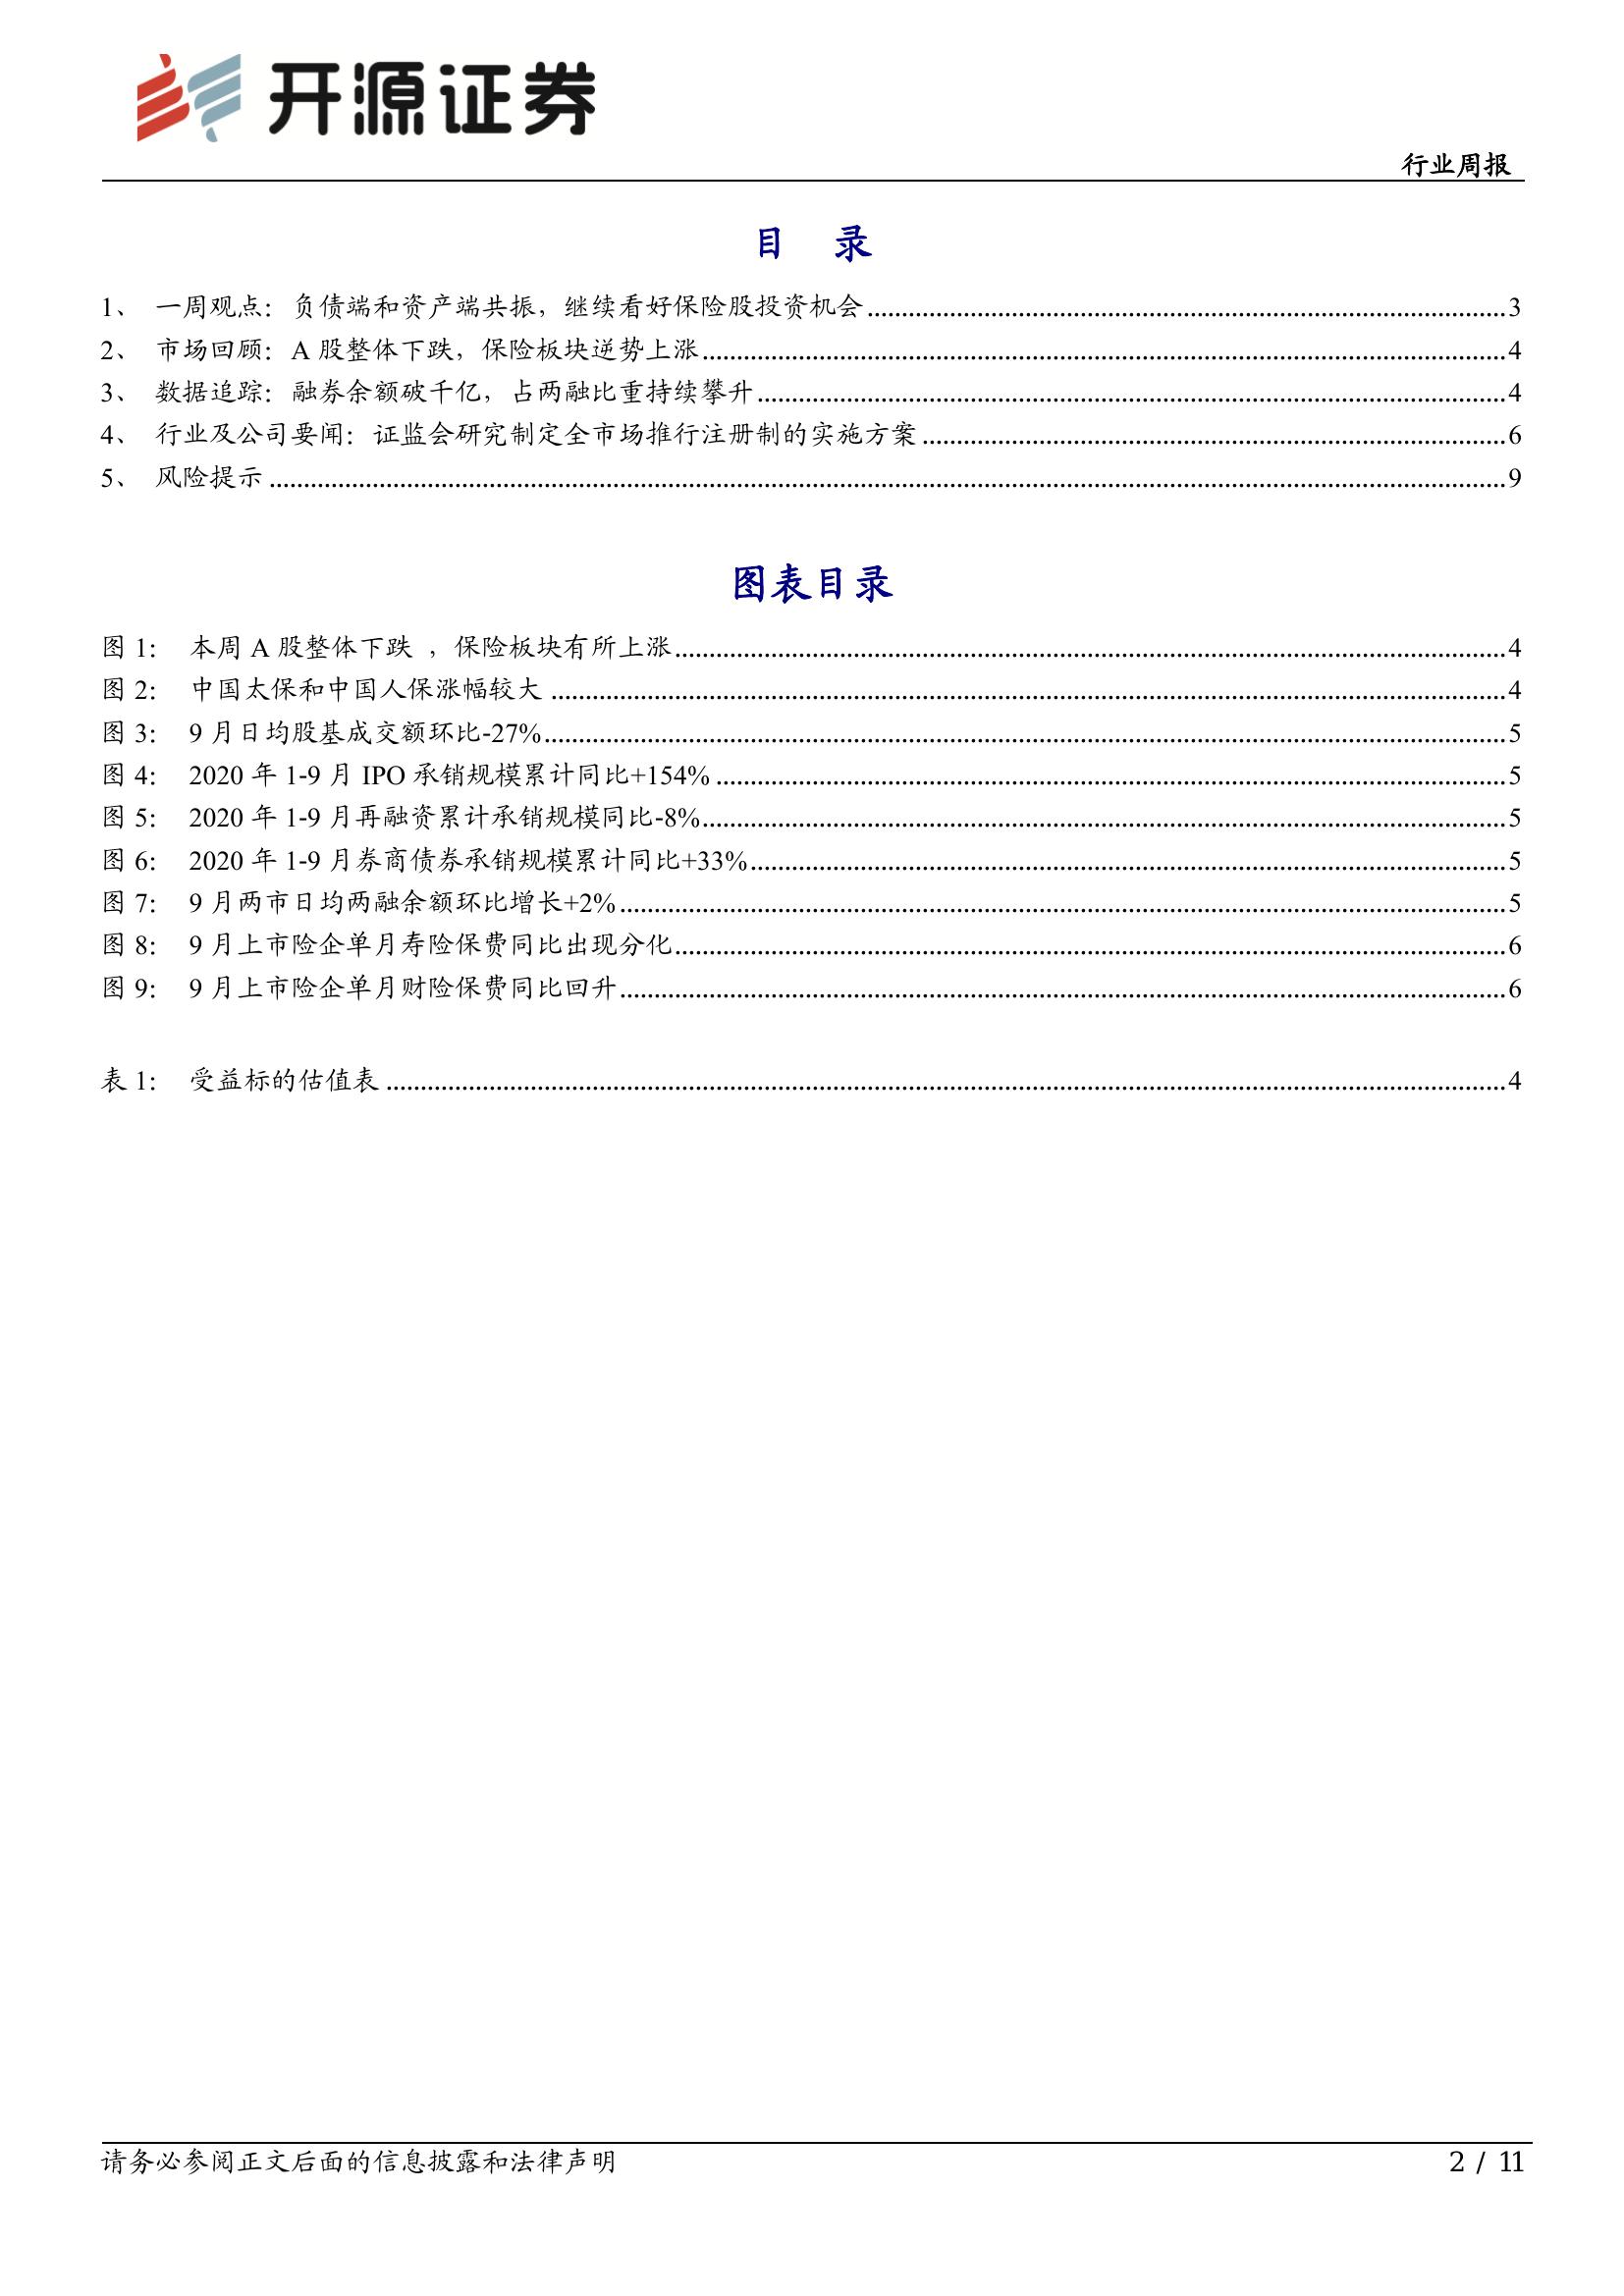 开源证券
行业周报
目 录
1、 一周观点：负债端和资产端共振，继续看好保险股投资机会........................3
2、 市场回顾：A 股整体下跌，保险板块逆势上涨........................4
3、 数据追踪：融券余额破千亿，占两融比重持续攀升........................4
4、 行业及公司要闻：证监会研究制定全市场推行注册制的实施方案........................6
5、 风险提示........................9
图表目录
图 1： 本周 A 股整体下跌 ，保险板块有所上涨........................4
图 2： 中国太保和中国人保涨幅较大........................4
图 3： 9 月日均股基成交额环比-27%........................5
图 4： 2020 年 1-9 月 IPO 承销规模累计同比+154%........................5
图 5： 2020 年 1-9 月再融资累计承销规模同比-8%........................5
图 6： 2020 年 1-9 月券商债券承销规模累计同比+33%........................5
图 7： 9 月两市日均两融余额环比增长+2%........................5
图 8： 9 月上市险企单月寿险保费同比出现分化........................6
图 9： 9 月上市险企单月财险保费同比回升........................6
表 1： 受益标的估值表........................4
请务必参阅正文后面的信息披露和法律声明 2 / 11